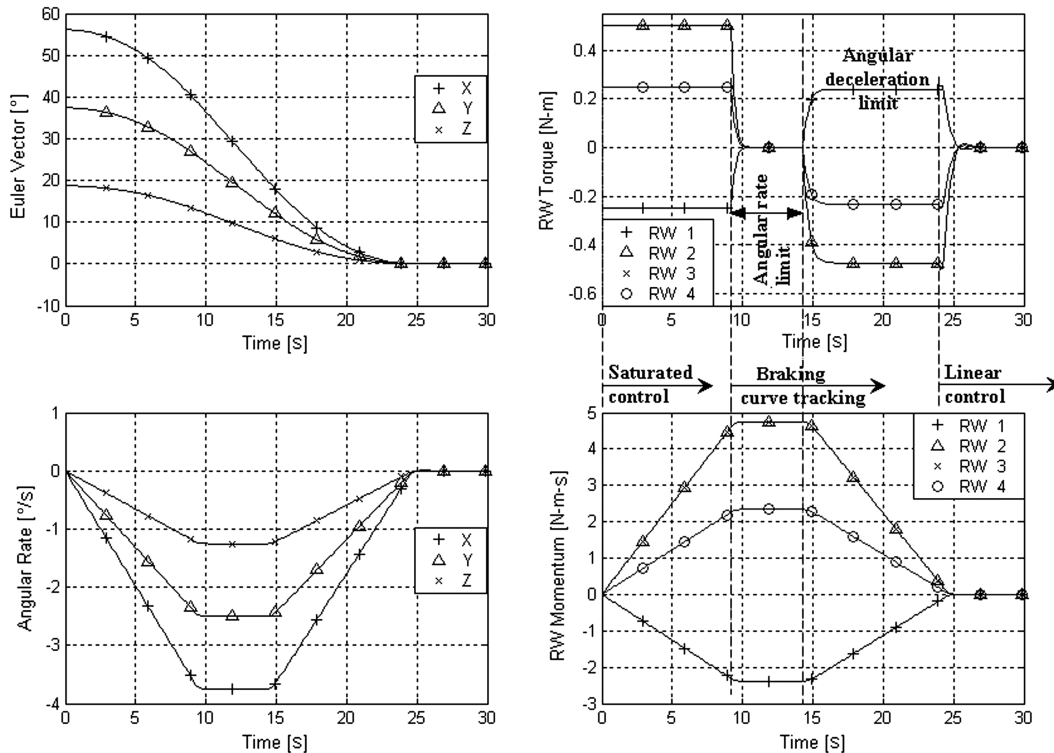 60
50
40
30
20
10
0
-10
Euler Vector [°]
X
Y
Z
0 5 10 15 20 25 30
Time [S]
0.4
0.2
0
-0.2
-0.4
-0.6
RW Torque [N-m]
Angular
deceleration
limit
Angular rate
limit
RW 1
RW 2
RW 3
RW 4
0 5 10 15 20 25 30
Time [S]
Saturated
control
Braking
curve tracking
Linear
control
1
0
-1
-2
-3
-4
Angular Rate [°/s]
X
Y
Z
0 5 10 15 20 25 30
Time [S]
5
4
3
2
1
0
-1
-2
-3
RW Momentum [N-m-s]
RW 1
RW 2
RW 3
RW 4
0 5 10 15 20 25 30
Time [S]